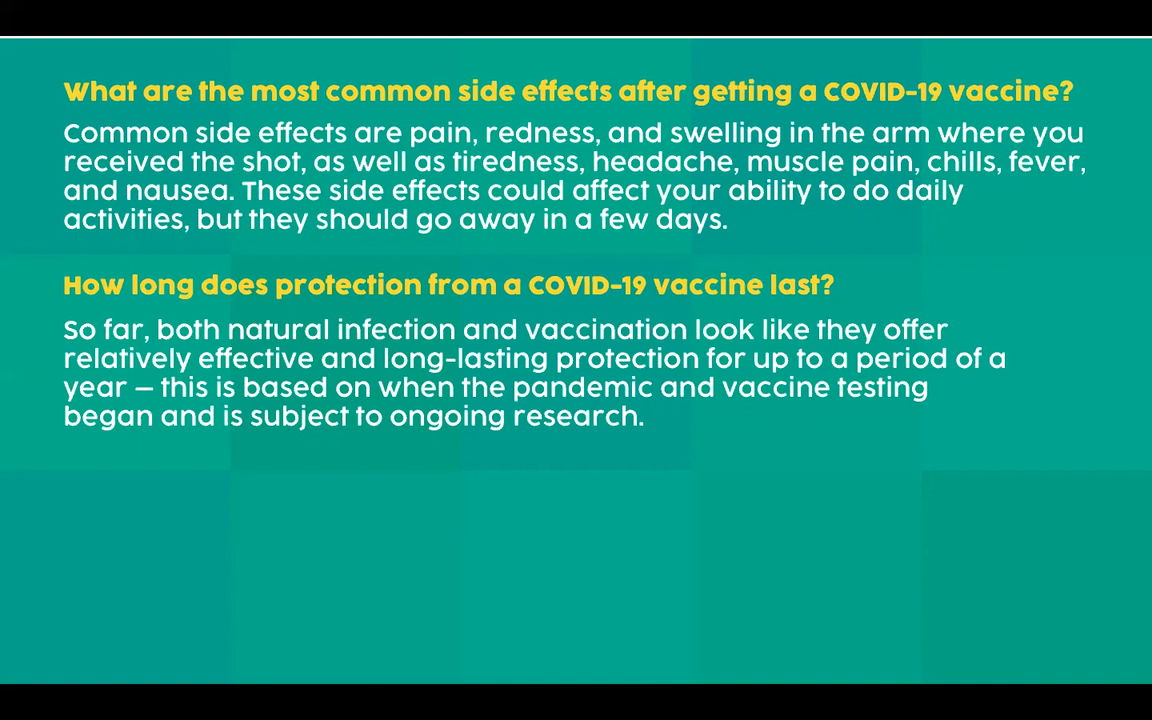 What are the most common side effects after getting a COVID-19 vaccine?
Common side effects are pain, redness, and swelling in the arm where you
received the shot, as well as tiredness, headache, muscle pain, chills, fever,
and nausea. These side effects could affect your ability to do daily
activities, but they should go away in a few days.
How long does protection from a COVID-19 vaccine last?
So far, both natural infection and vaccination look like they offer
relatively effective and long-lasting protection for up to a period of a
year – this is based on when the pandemic and vaccine testing
began and is subject to ongoing research.